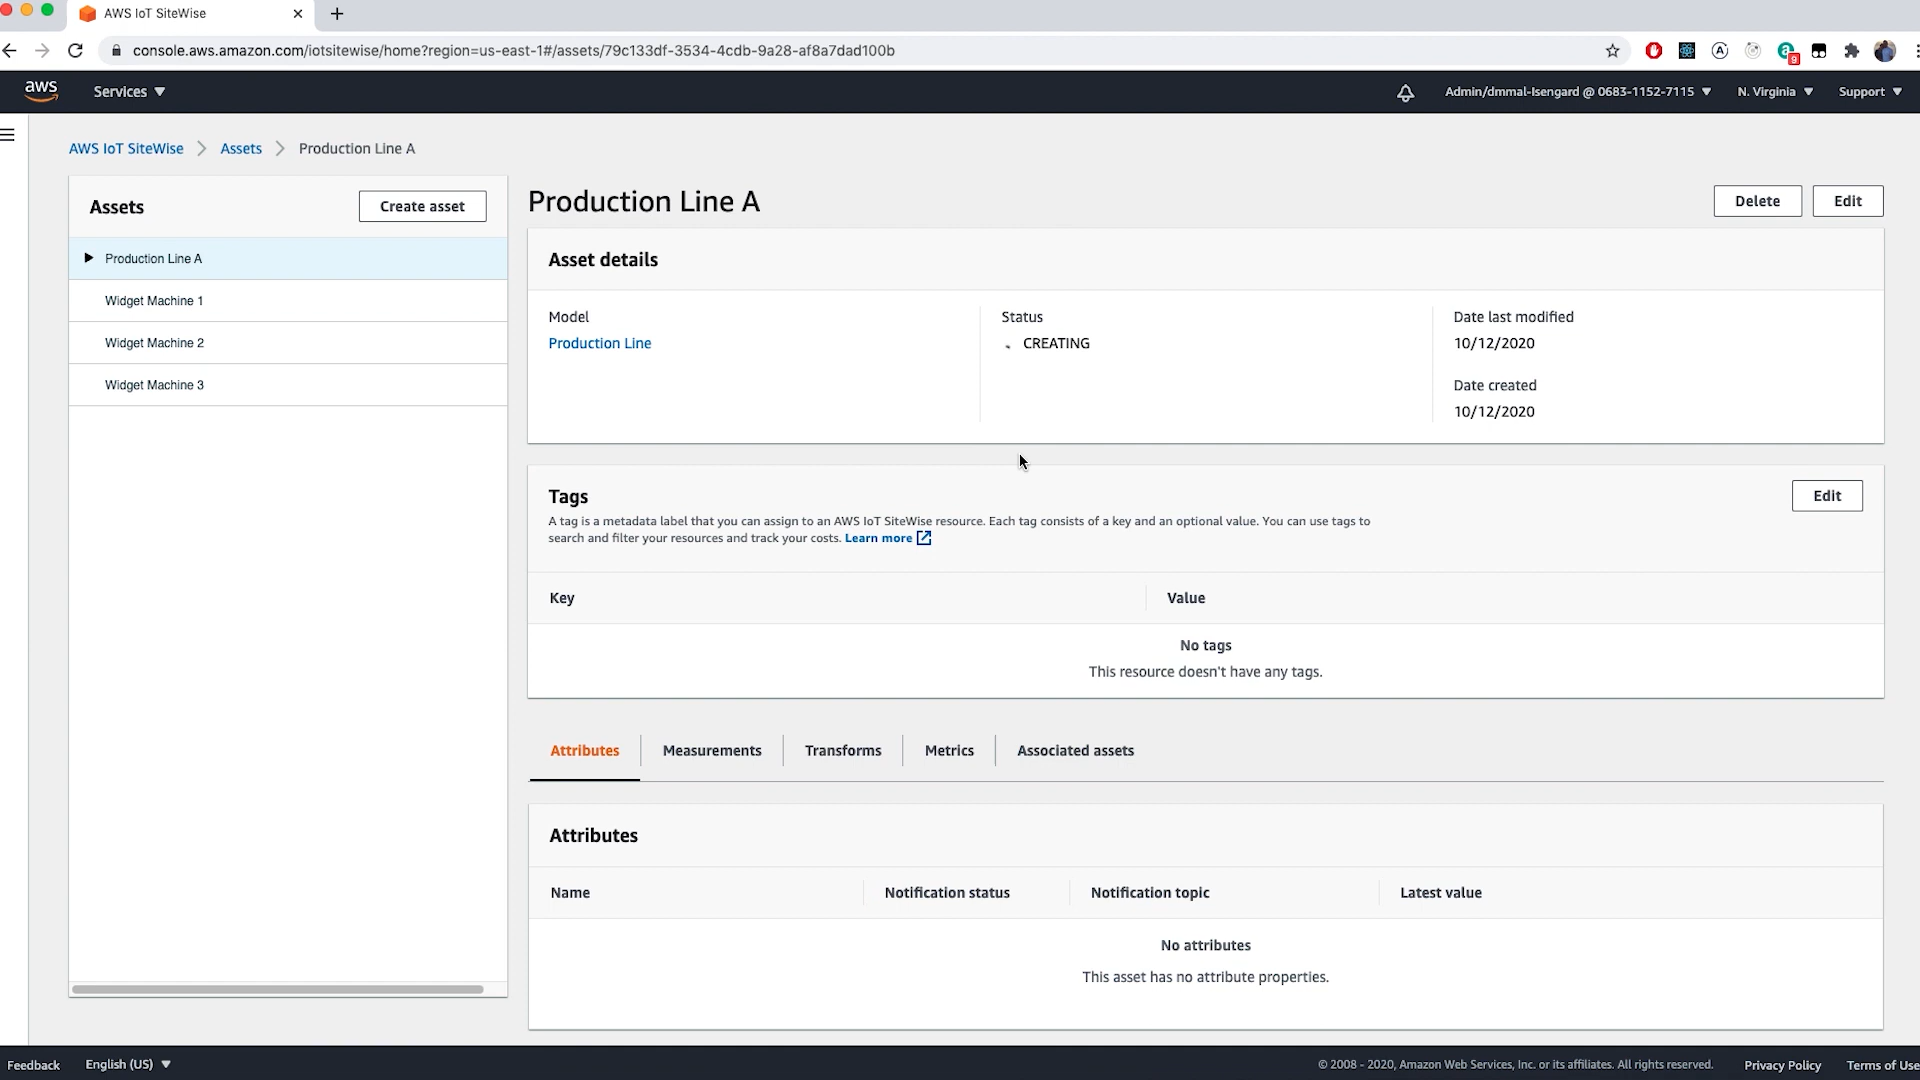 AWS IoT SiteWise
console.aws.amazon.com/iotsitewise/home?region=us-east-1#/assets/79c133df-3534-4cdb-9a28-af8a7dad100b
9
aws
Services
Admin/dmmal-Isengard @ 0683-1152-7115
N. Virginia
Support
AWS IoT SiteWise
Assets
Production Line A
Assets
Create asset
Production Line A
Widget Machine 1
Widget Machine 2
Widget Machine 3
Production Line A
Delete
Edit
Asset details
Model
Production Line
Status
CREATING
Date last modified
10/12/2020
Date created
10/12/2020
Tags
Edit
A tag is a metadata label that you can assign to an AWS IoT SiteWise resource. Each tag consists of a key and an optional value. You can use tags to
search and filter your resources and track your costs. Learn more
Key
Value
No tags
This resource doesn't have any tags.
Attributes
Measurements
Transforms
Metrics
Associated assets
Attributes
Name
Notification status
Notification topic
Latest value
No attributes
This asset has no attribute properties.
Feedback
English (US)
© 2008 - 2020, Amazon Web Services, Inc. or its affiliates. All rights reserved.
Privacy Policy
Terms of Use